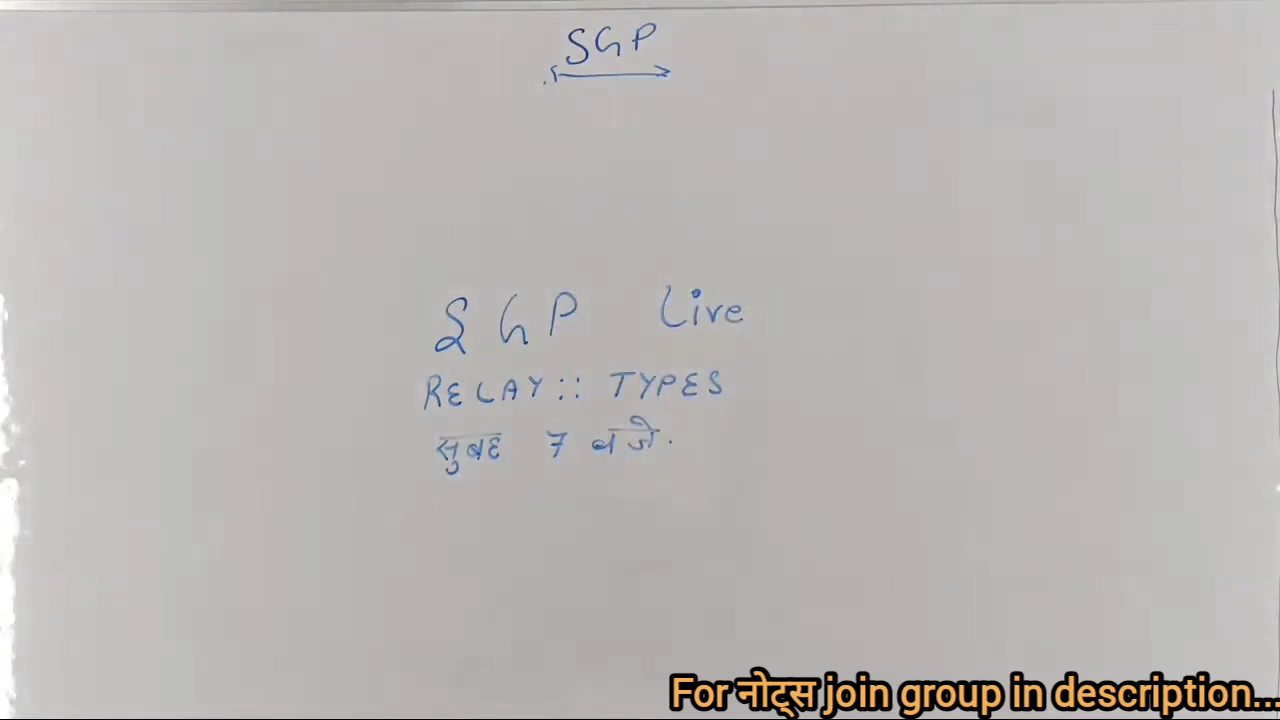 SGP
SGP Live
RELAY:: TYPES
सुबह 7 बजे.
For नोट्स join group in description...